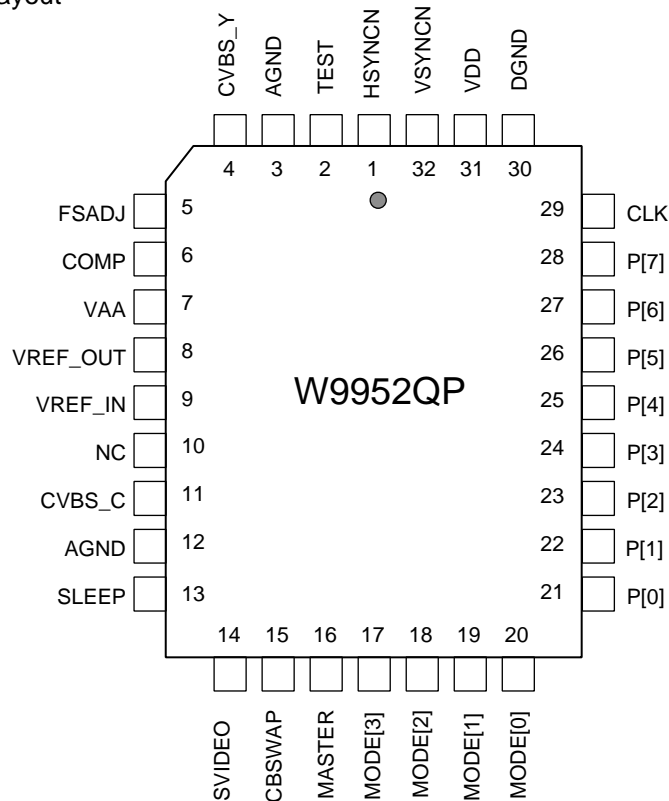 ayout
CVBS_Y
AGND
TEST
HSYNCN
VSYNCN
VDD
DGND
4 3 2 1 32 31 30
FSADJ 5 29 CLK
COMP 6 28 P[7]
VAA 7 27 P[6]
VREF_OUT 8 26 P[5]
W9952QP
VREF_IN 9 25 P[4]
NC 10 24 P[3]
CVBS_C 11 23 P[2]
AGND 12 22 P[1]
SLEEP 13 21 P[0]
14 15 16 17 18 19 20
SVIDEO
CBSWAP
MASTER
MODE[3]
MODE[2]
MODE[1]
MODE[0]